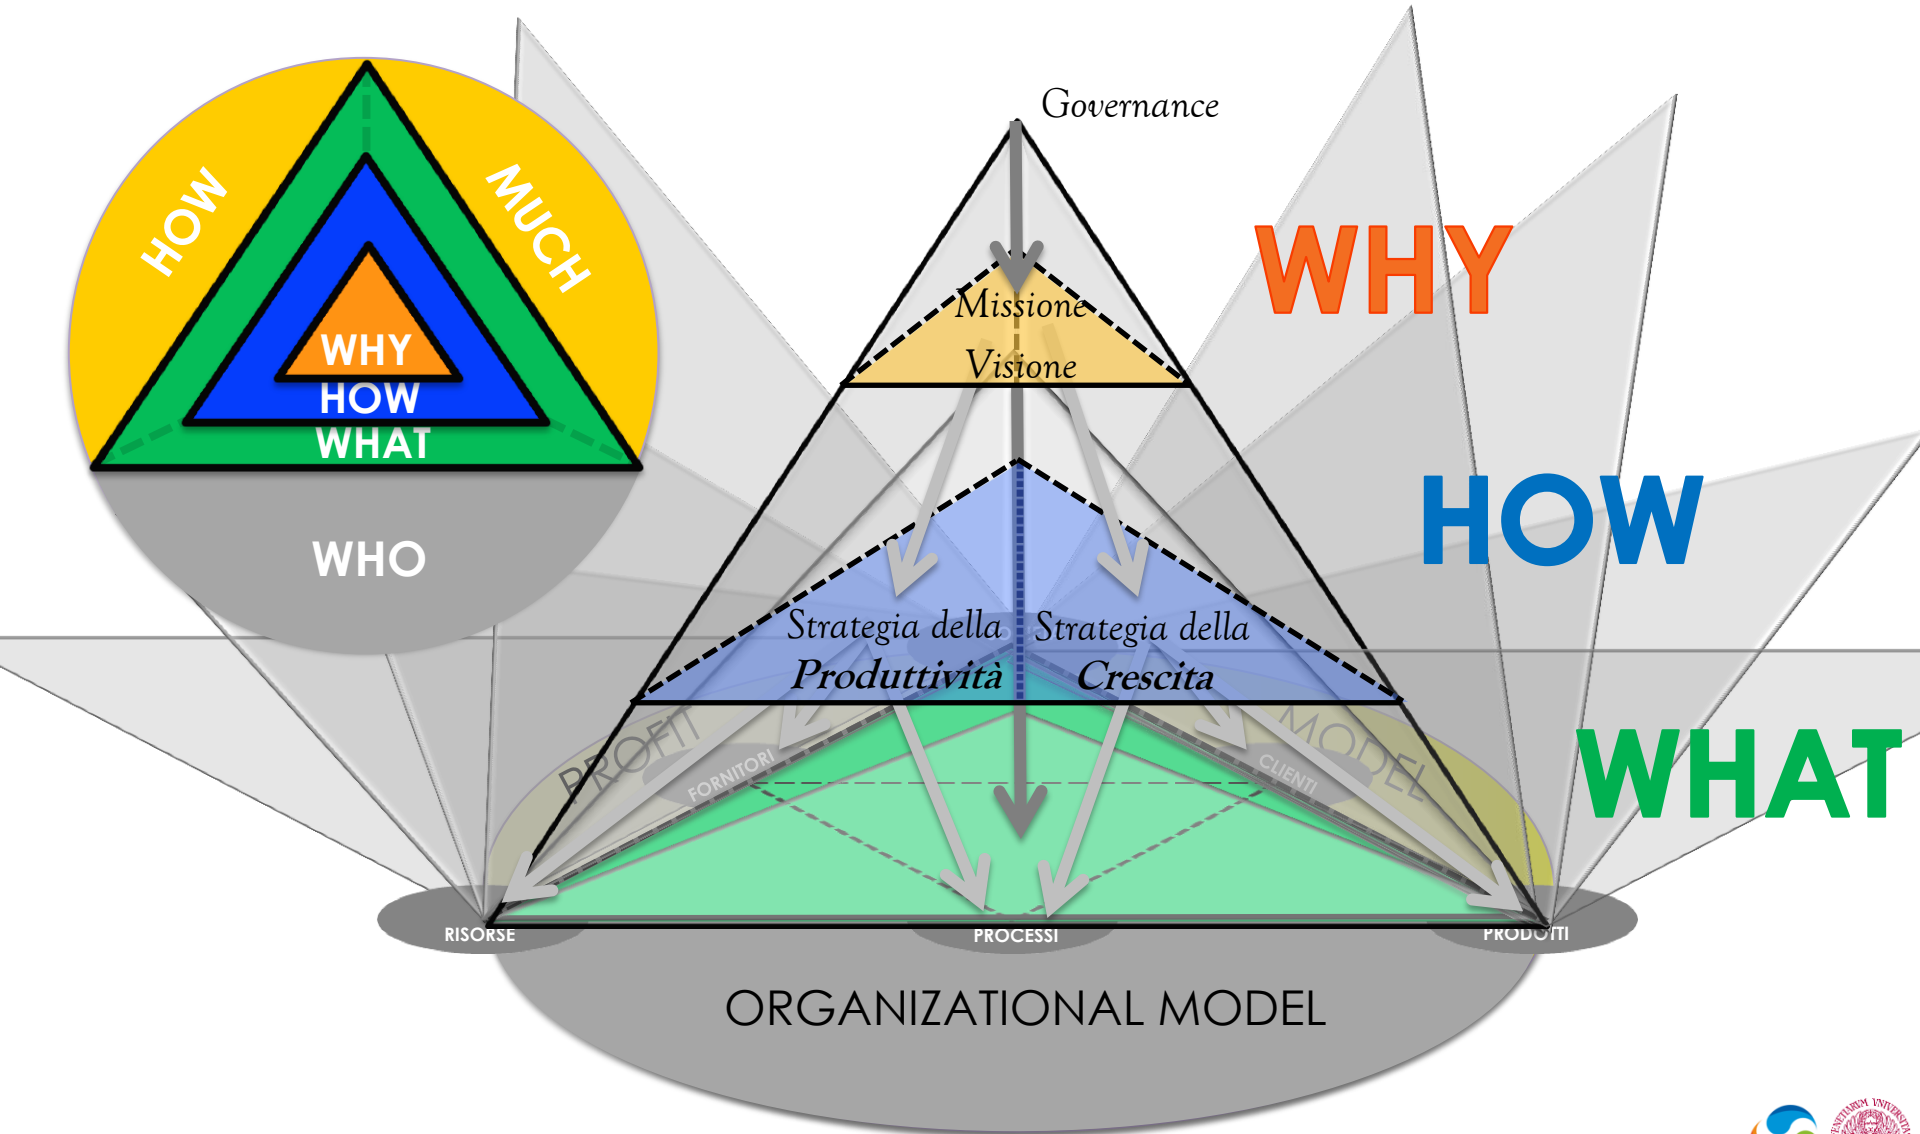 Governance
HOW
MUCH
WHY
HOW
WHAT
WHO
Missione
Visione
WHY
HOW
Strategia della
Produttività
Strategia della
Crescita
WHAT
PROFIT
MODEL
FORNITORI
CLIENTI
RISORSE
PROCESSI
PRODOTTI
ORGANIZATIONAL MODEL